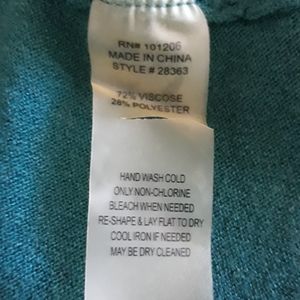 RN# 101206
MADE IN CHINA
STYLE # 28363
72% VISCOSE
28% POLYESTER
HAND WASH COLD
ONLY NON-CHLORINE
BLEACH WHEN NEEDED
RE-SHAPE & LAY FLAT TO DRY
COOL IRON IF NEEDED
MAY BE DRY CLEANED